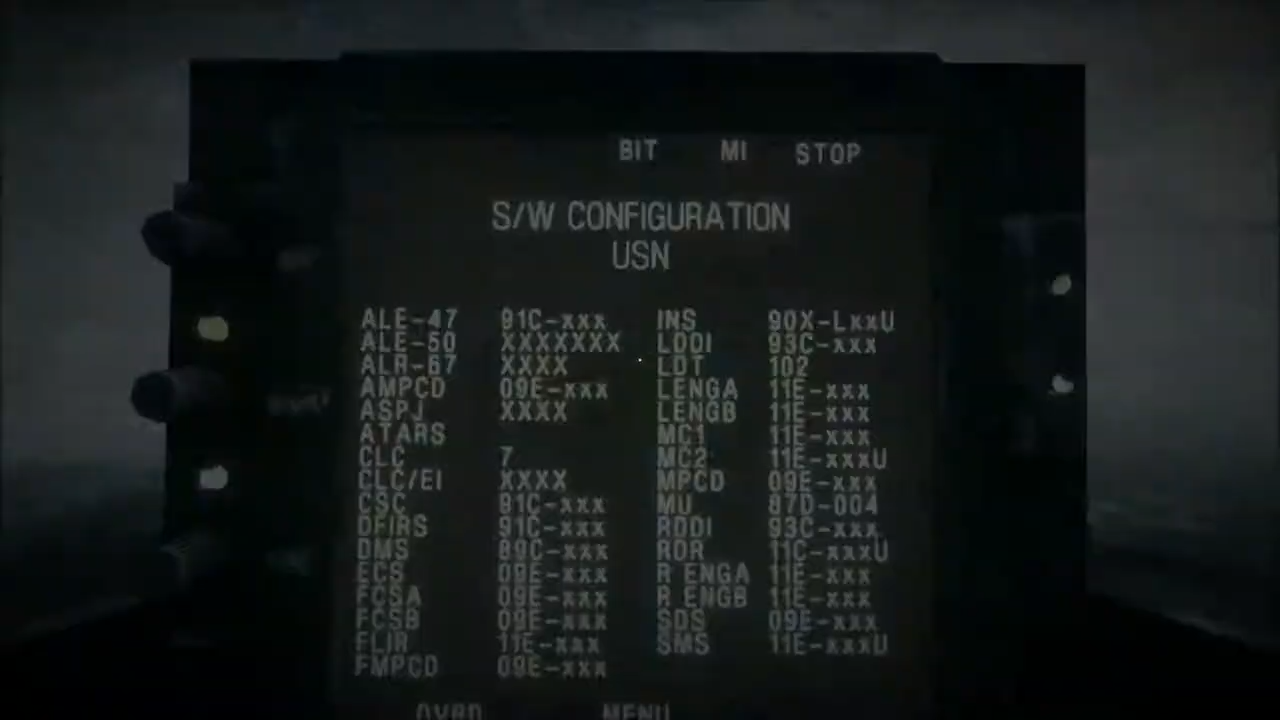 BIT MI STOP
S/W CONFIGURATION
USN
ALE-47 91C-xxx INS 90X-LxxU
ALE-50 XXXXXXX LDDI 93C-xxx
ALR-67 XXXX LDT 102
AMPCD 09E-xxx LENGA 11E-xxx
ASPJ XXXX LENGB 11E-xxx
ATARS MC1 11E-xxx
CLC 7 MC2 11E-xxxU
CLC/EI XXXX MPCD 09E-xxx
CSC 91C-xxx MU 87D-004
DFIRS 91C-xxx RDDI 93C-xxx
DMS 89C-xxx RDR 11C-xxxU
ECS 09E-xxx R ENGA 11E-xxx
FCSA 09E-xxx R ENGB 11E-xxx
FCSB 09E-xxx SDS 09E-xxx
FLIR 11E-xxx SMS 11E-xxxU
FMPCD 09E-xxx
OVRD MENU